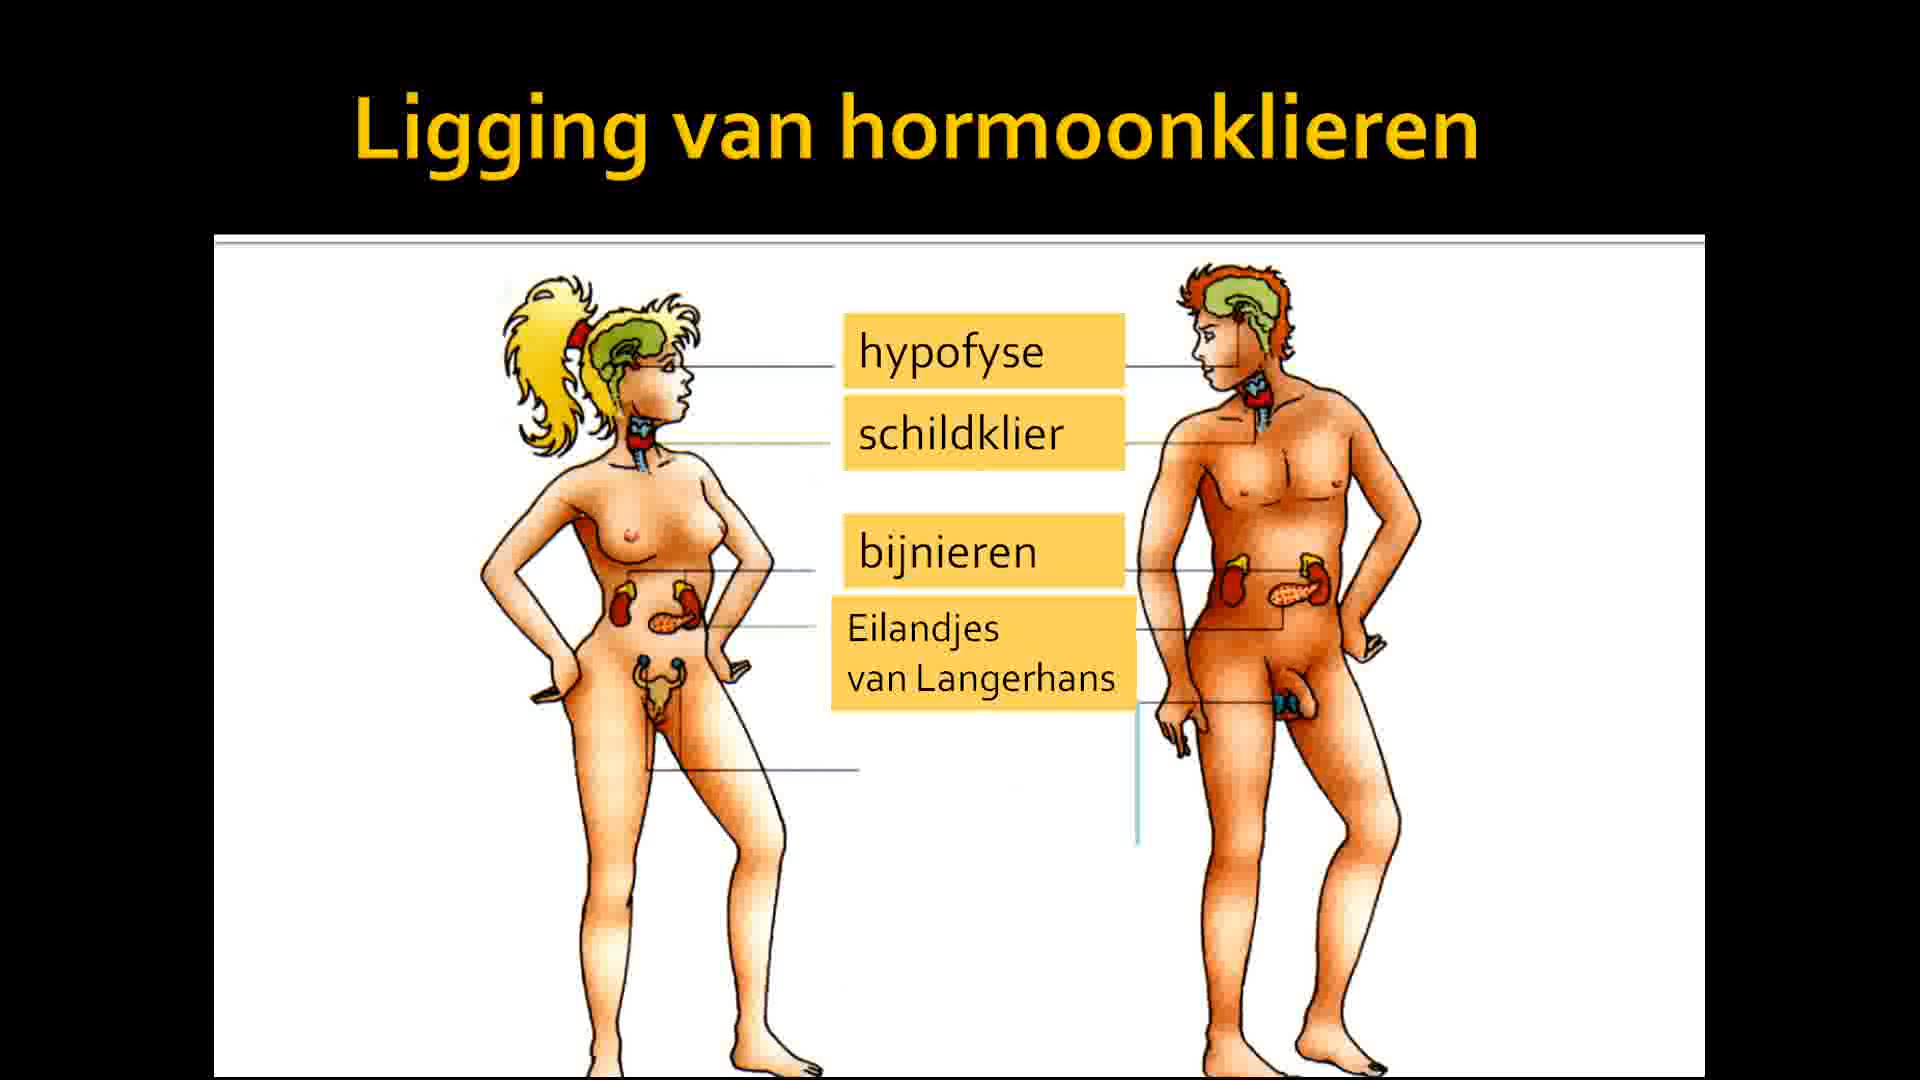 Ligging van hormoonklieren
hypofyse
schildklier
bijnieren
Eilandjes
van Langerhans